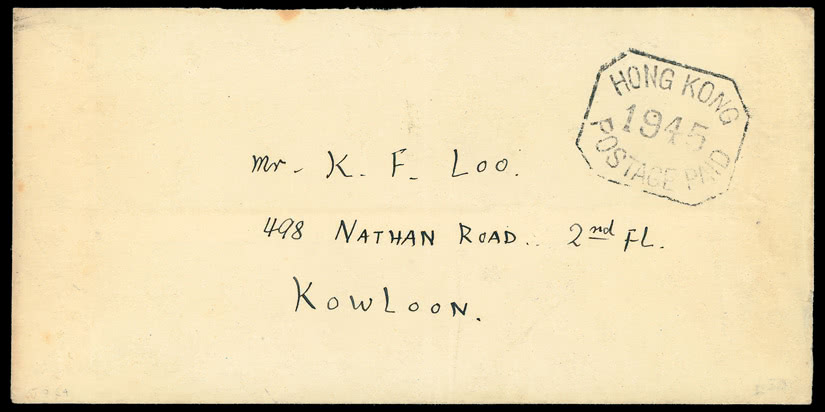 HONG KONG
1945
POSTAGE PAID
Mr. K. F. Loo.
498 NATHAN ROAD.. 2nd FL.
KOWLOON.